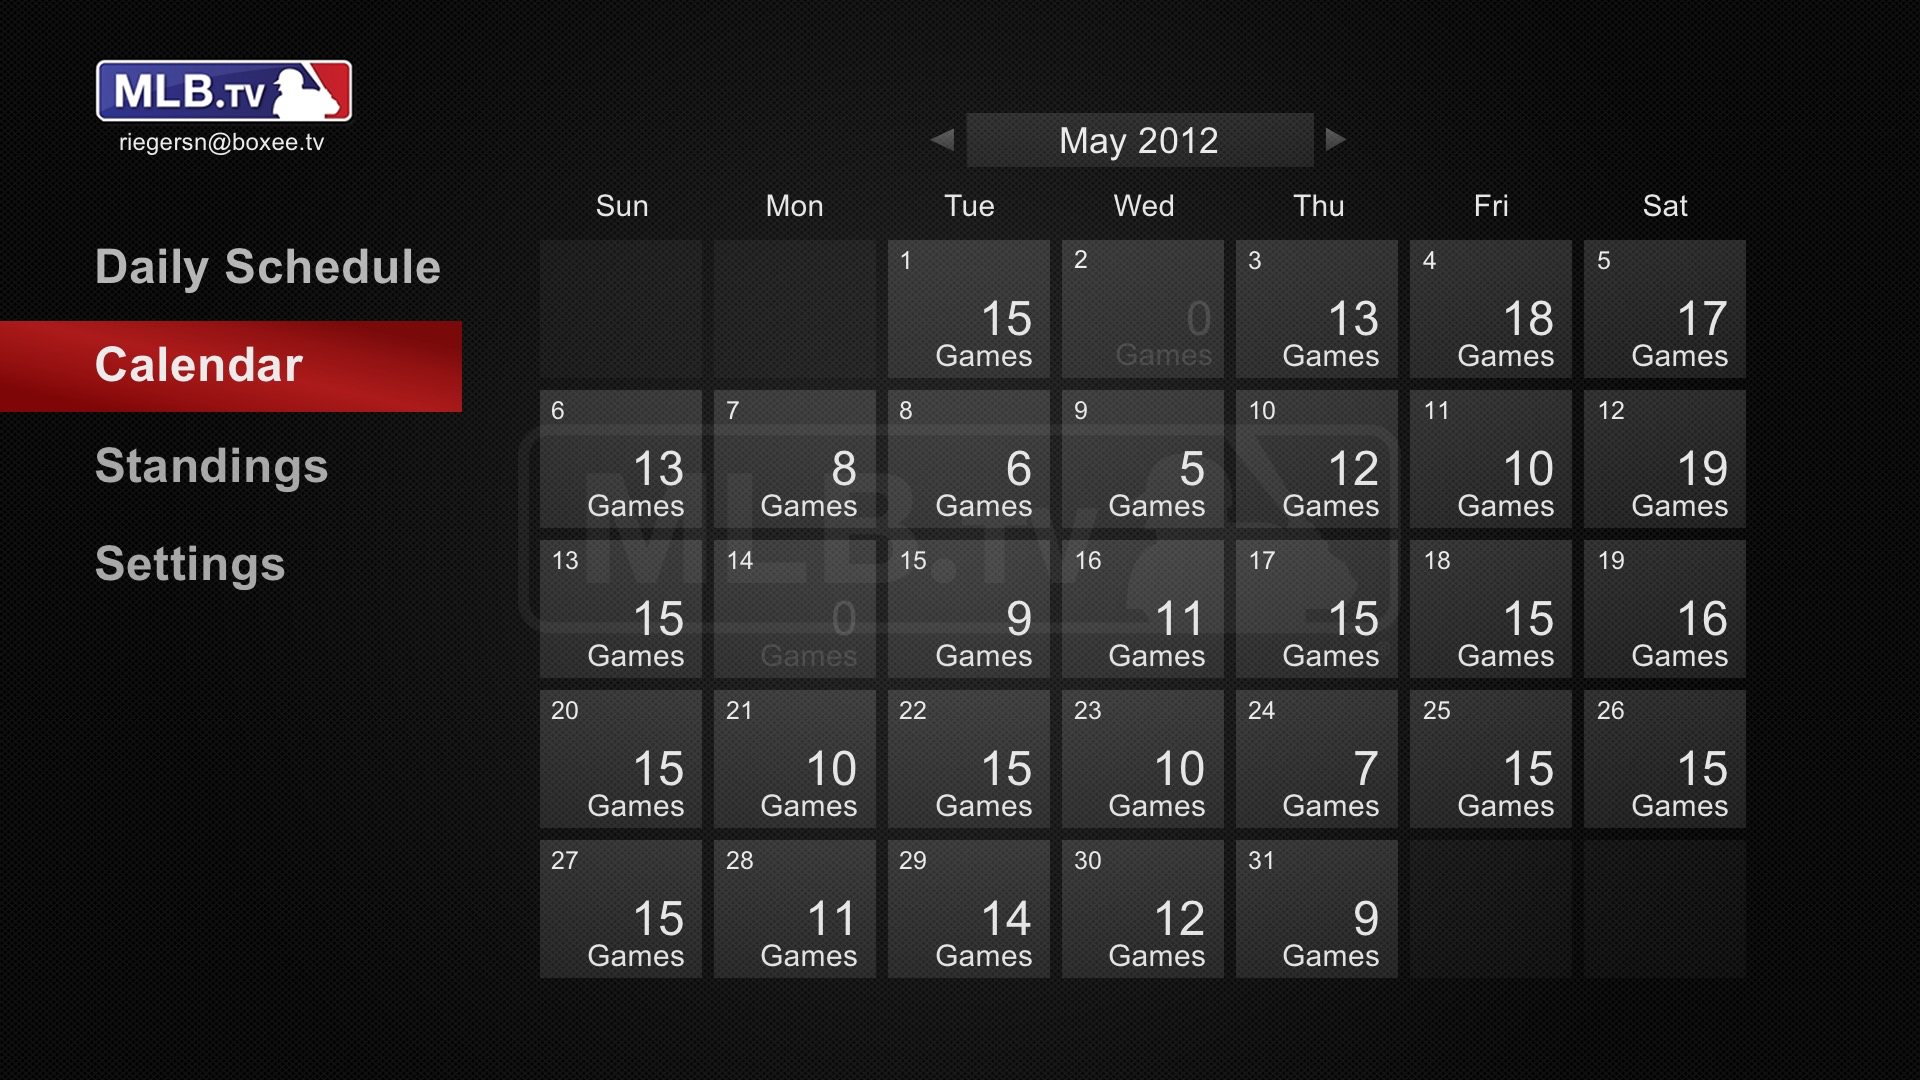 MLB.TV
riegersn@boxee.tv
Daily Schedule
Calendar
Standings
Settings
May 2012
Sun Mon Tue Wed Thu Fri Sat
1 2 3 4 5
15 0 13 18 17
Games Games Games Games Games
6 7 8 9 10 11 12
13 8 6 5 12 10 19
Games Games Games Games Games Games Games
MLB.TV
13 14 15 16 17 18 19
15 0 9 11 15 15 16
Games Games Games Games Games Games Games
20 21 22 23 24 25 26
15 10 15 10 7 15 15
Games Games Games Games Games Games Games
27 28 29 30 31
15 11 14 12 9
Games Games Games Games Games